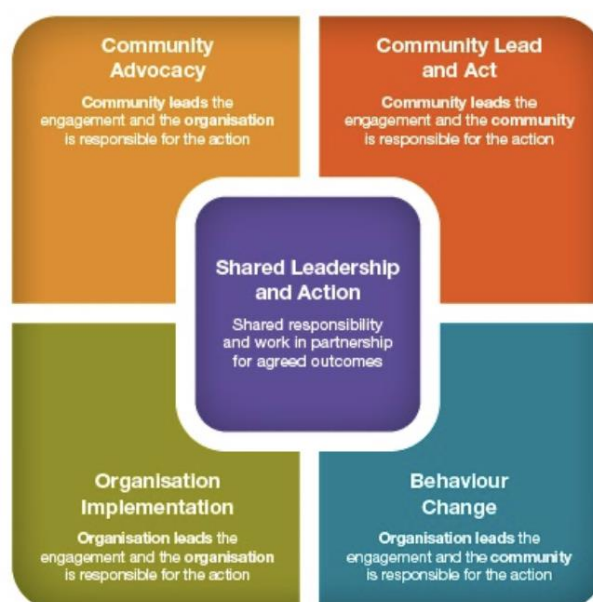 Community
Advocacy
Community leads the
engagement and the organisation
is responsible for the action
Community Lead
and Act
Community leads the
engagement and the community
is responsible for the action
Shared Leadership
and Action
Shared responsibility
and work in partnership
for agreed outcomes
Organisation
Implementation
Organisation leads the
engagement and the organisation
is responsible for the action
Behaviour
Change
Organisation leads the
engagement and the community
is responsible for the action